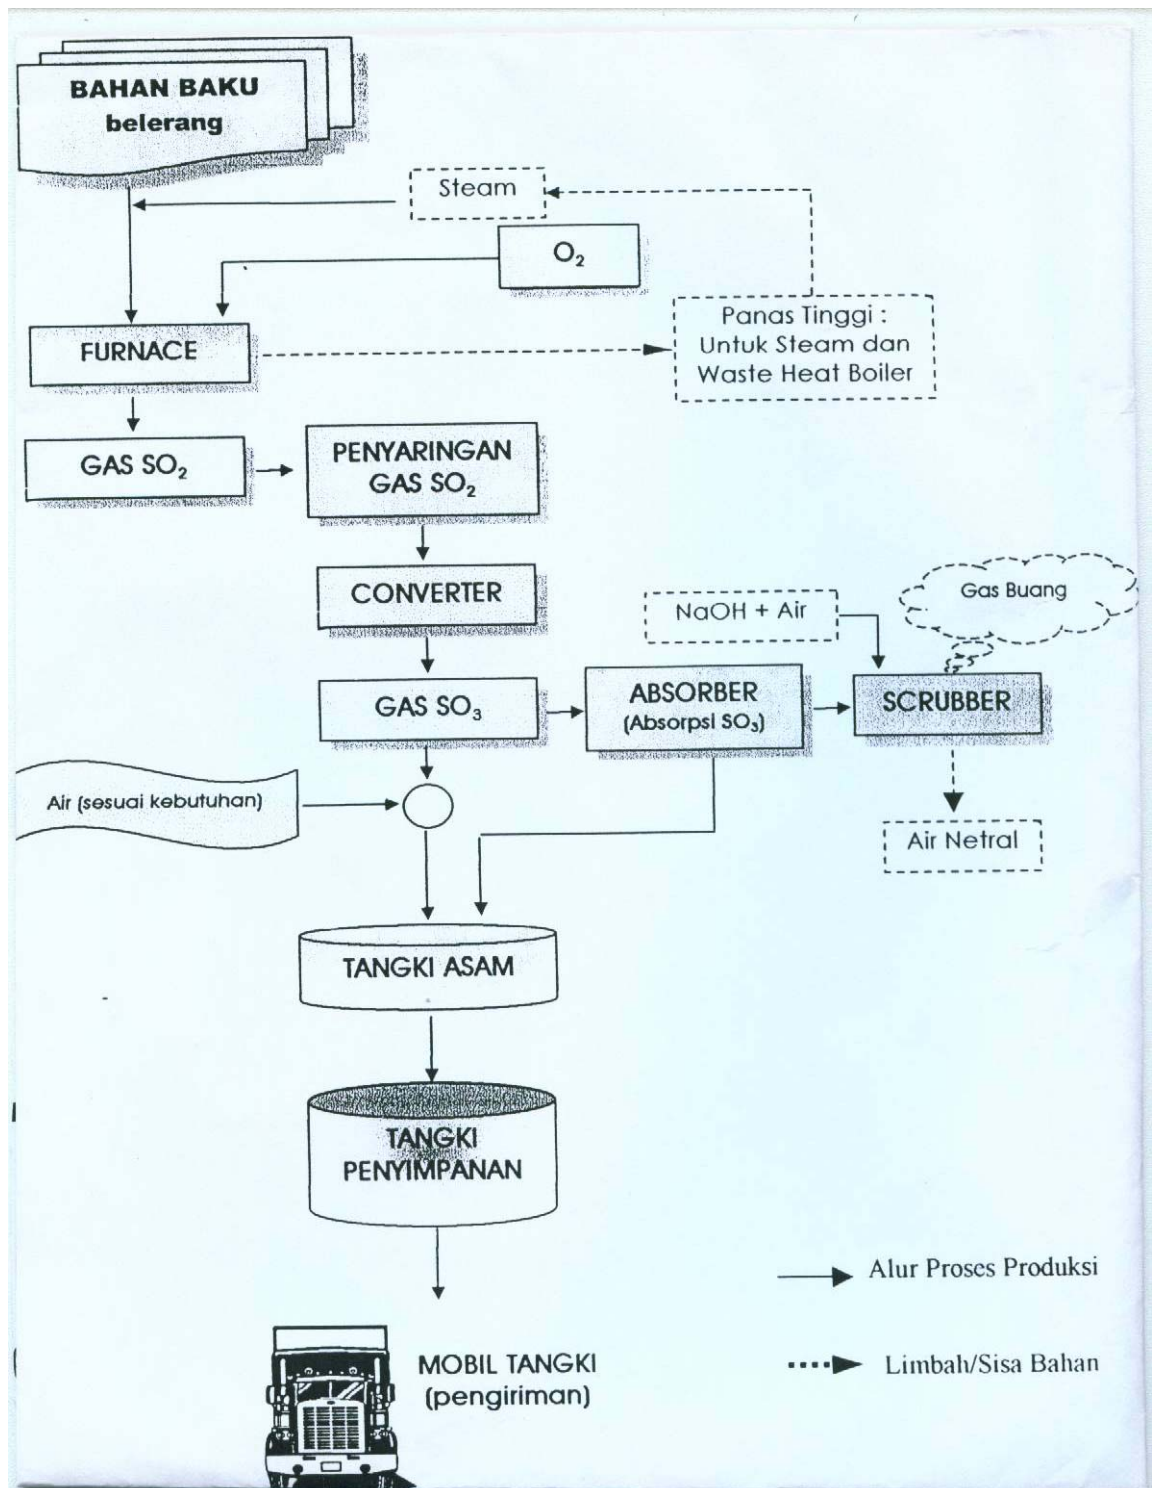 BAHAN BAKU
belerang
Steam
O₂
Panas Tinggi :
Untuk Steam dan
Waste Heat Boiler
FURNACE
GAS SO₂
PENYARINGAN
GAS SO₂
CONVERTER
NaOH + Air
Gas Buang
GAS SO₃
ABSORBER
(Absorpsi SO₃)
SCRUBBER
Air (sesuai kebutuhan)
Air Netral
TANGKI ASAM
TANGKI
PENYIMPANAN
Alur Proses Produksi
MOBIL TANGKI
(pengiriman)
Limbah/Sisa Bahan